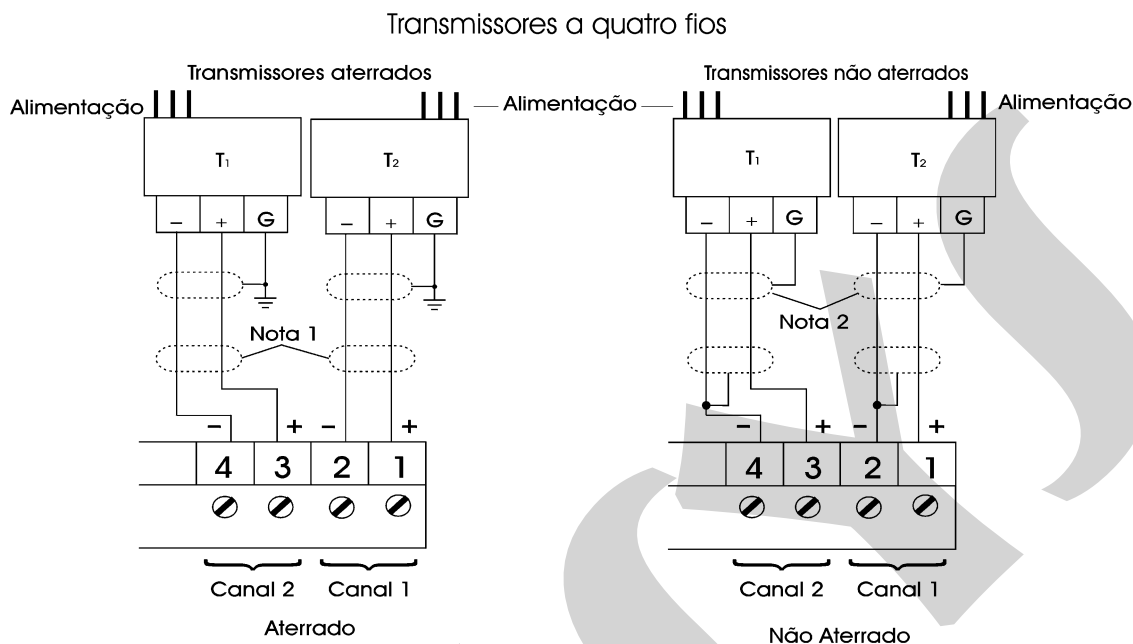 Transmissores a quatro fios
Transmissores aterrados
Transmissores não aterrados
Alimentação
Alimentação
Alimentação
T1
T2
T1
T2
− + G
− + G
− + G
− + G
Nota 1
Nota 2
− + − +
− + − +
4 3 2 1
4 3 2 1
Canal 2 Canal 1
Canal 2 Canal 1
Aterrado
Não Aterrado